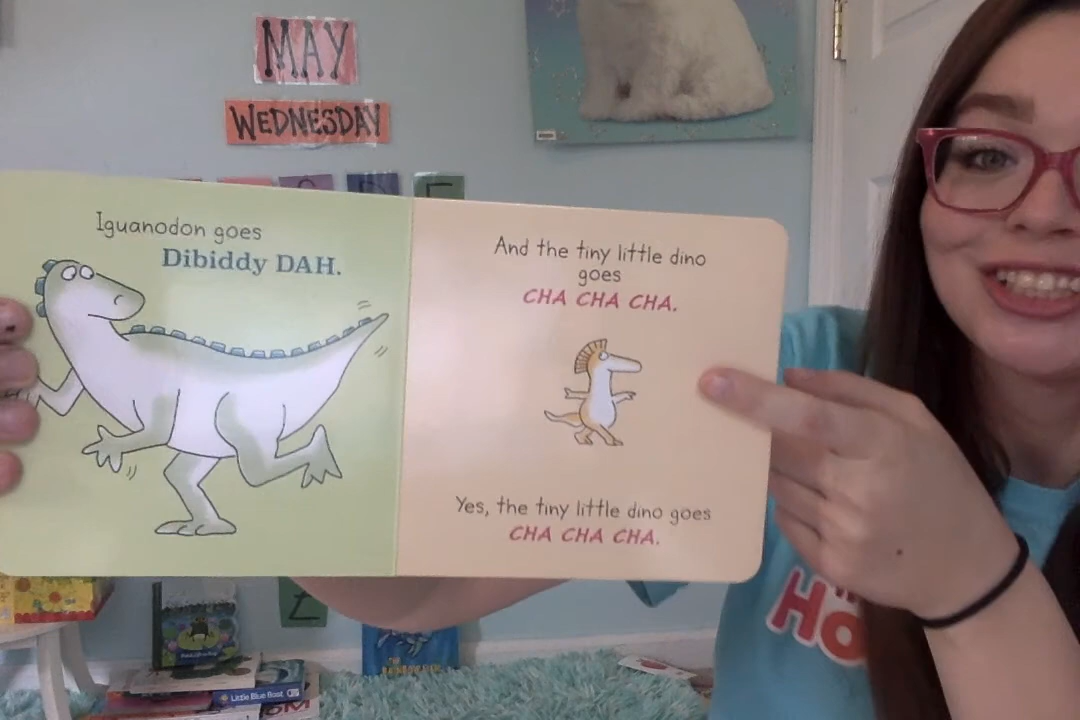 MAY
WEDNESDAY
Iguanodon goes
Dibiddy DAH.
And the tiny little dino
goes
CHA CHA CHA.
Yes, the tiny little dino goes
CHA CHA CHA.
HO
Little Blue Boat